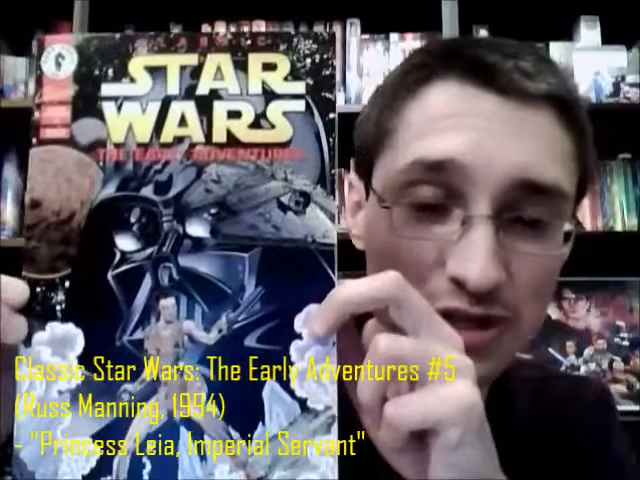 CLASSIC
STAR
WARS
THE EARLY ADVENTURES
Classic Star Wars: The Early Adventures #5
(Russ Manning, 1994)
- "Princess Leia, Imperial Servant"